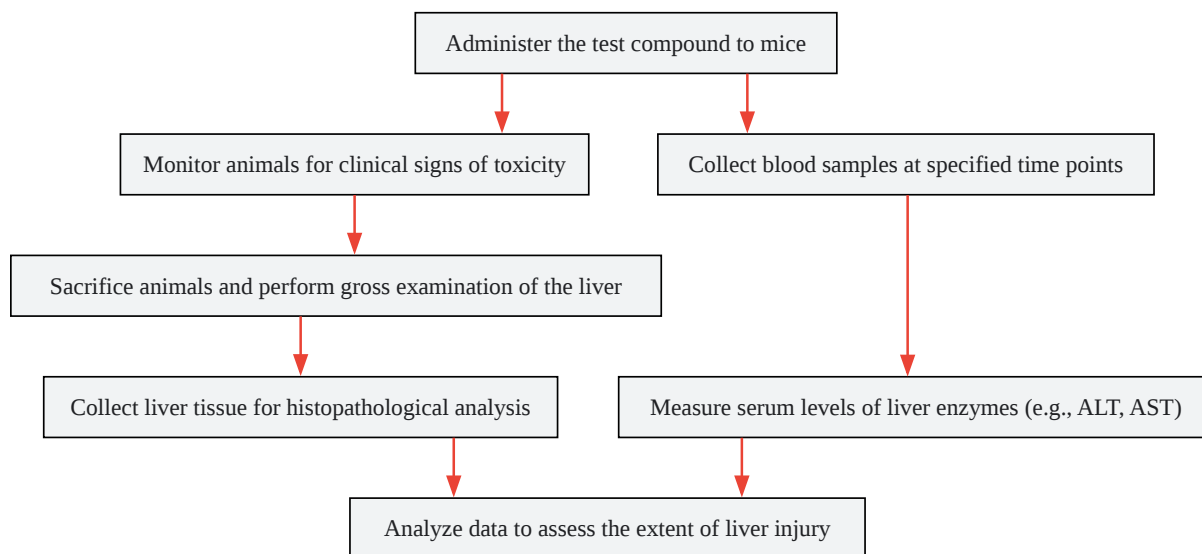 Administer the test compound to mice
Monitor animals for clinical signs of toxicity
Collect blood samples at specified time points
Sacrifice animals and perform gross examination of the liver
Collect liver tissue for histopathological analysis
Measure serum levels of liver enzymes (e.g., ALT, AST)
Analyze data to assess the extent of liver injury